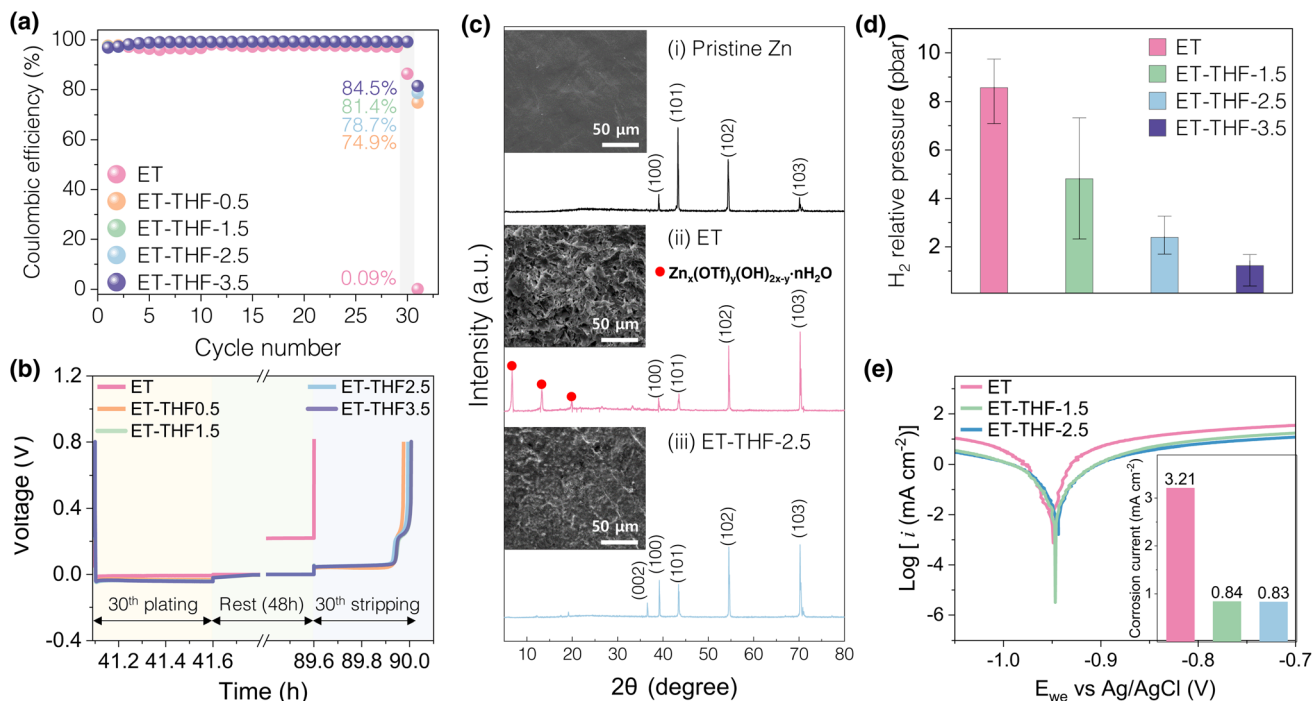 (a)
Coulombic efficiency (%)
100
80
60
40
20
0
84.5%
81.4%
78.7%
74.9%
0.09%
ET
ET-THF-0.5
ET-THF-1.5
ET-THF-2.5
ET-THF-3.5
0 5 10 15 20 25 30
Cycle number
(b)
Voltage (V)
1.2
0.8
0.4
0.0
-0.4
ET
ET-THF0.5
ET-THF1.5
ET-THF2.5
ET-THF3.5
30th plating
Rest (48h)
30th stripping
41.2 41.4 41.6 89.6 89.8 90.0
Time (h)
(c)
Intensity (a.u.)
(i) Pristine Zn
50 µm
(100)
(101)
(102)
(103)
(ii) ET
Znx(OTf)y(OH)2x-y·nH2O
50 µm
(100)
(101)
(102)
(103)
(iii) ET-THF-2.5
50 µm
(002)
(100)
(101)
(102)
(103)
10 20 30 40 50 60 70 80
2θ (degree)
(d)
H2 relative pressure (pbar)
10
8
6
4
2
ET
ET-THF-1.5
ET-THF-2.5
ET-THF-3.5
(e)
Log [ i (mA cm-2)]
4
2
0
-2
-4
-6
ET
ET-THF-1.5
ET-THF-2.5
Corrosion current (mA cm-2)
3
2
1
3.21
0.84
0.83
-1.0 -0.9 -0.8 -0.7
Ewe vs Ag/AgCl (V)